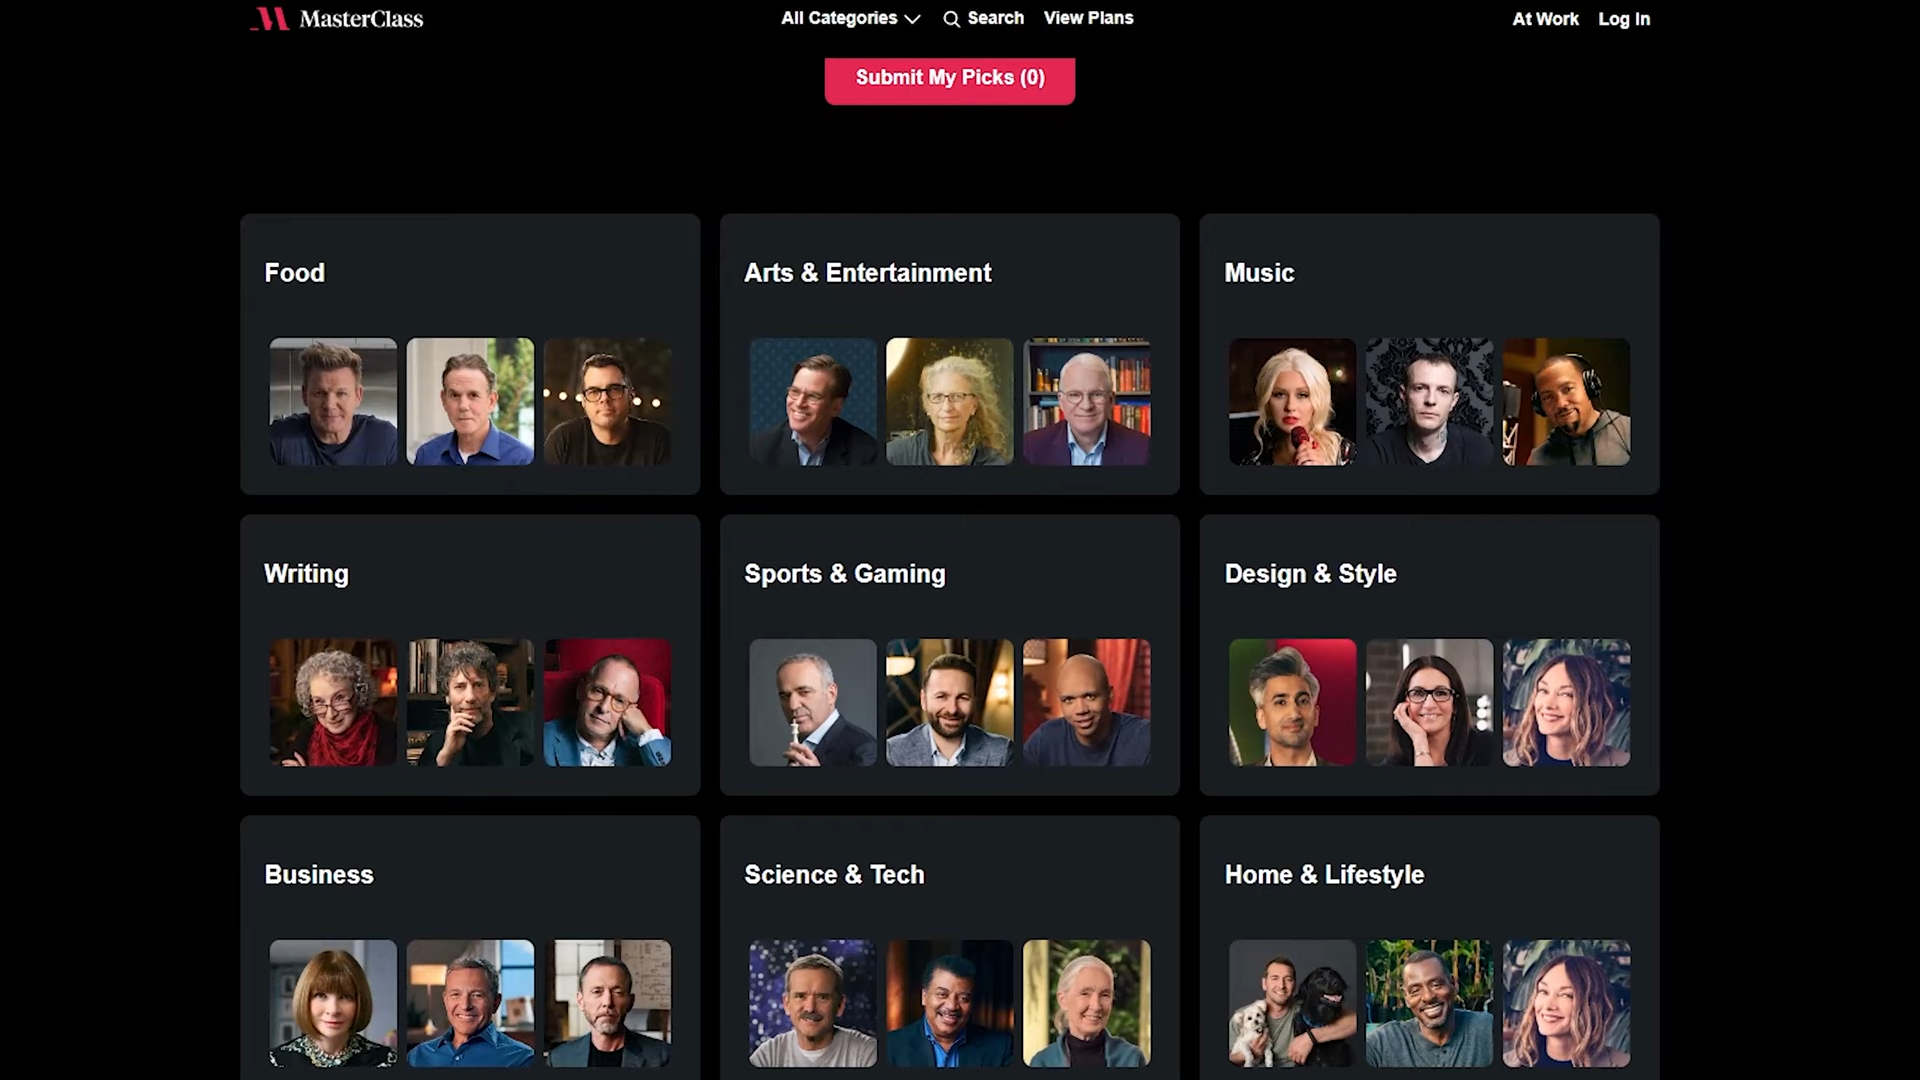 MasterClass
All Categories
Search
View Plans
At Work
Log In
Submit My Picks (0)
Food
Arts & Entertainment
Music
Writing
Sports & Gaming
Design & Style
Business
Science & Tech
Home & Lifestyle